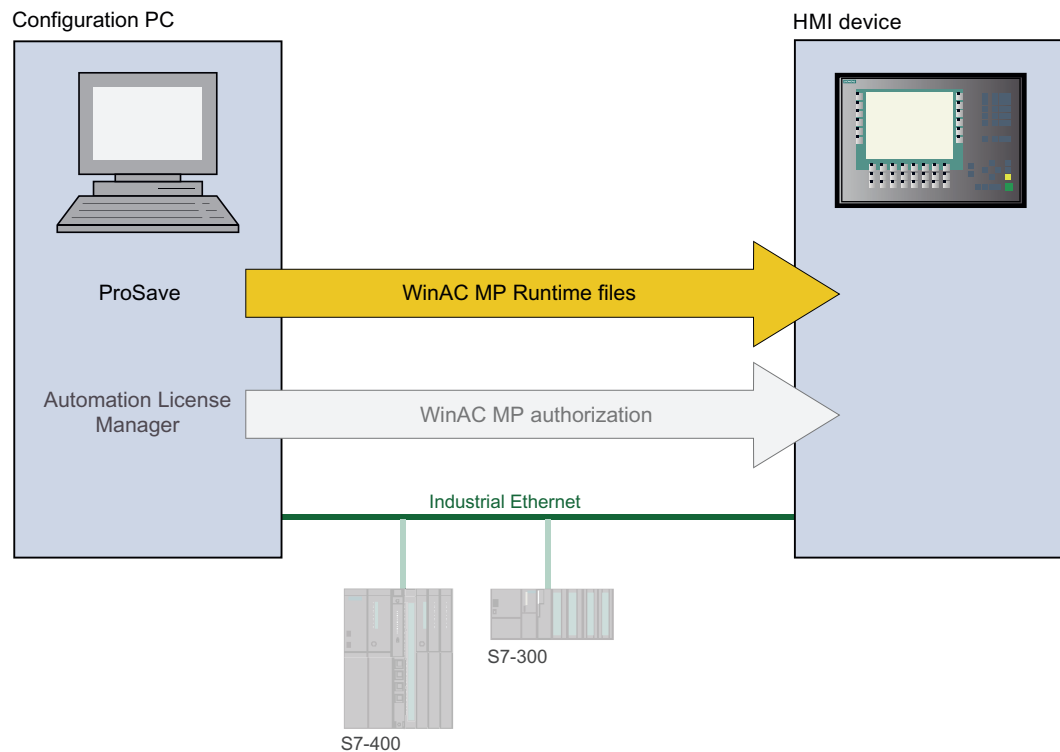 Configuration PC
HMI device
ProSave
WinAC MP Runtime files
Automation License
Manager
WinAC MP authorization
Industrial Ethernet
S7-300
S7-400